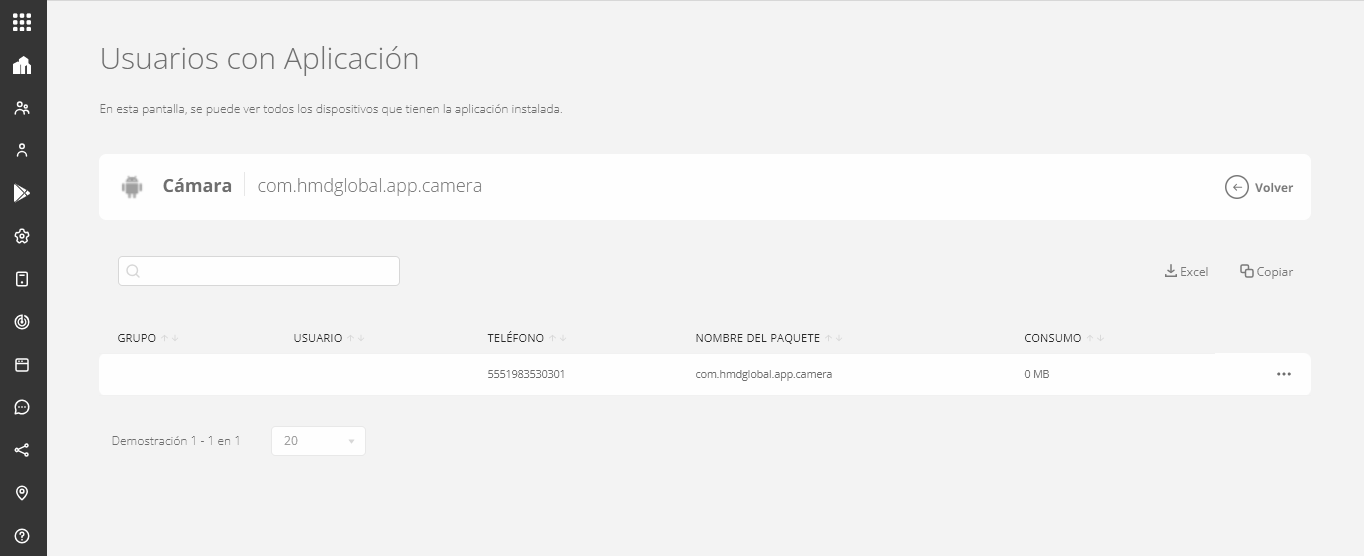 Usuarios con Aplicación
En esta pantalla, se puede ver todos los dispositivos que tienen la aplicación instalada.
Cámara com.hmdglobal.app.camera Volver
Excel Copiar
GRUPO USUARIO TELÉFONO NOMBRE DEL PAQUETE CONSUMO
5551983530301 com.hmdglobal.app.camera 0 MB
Demostración 1 - 1 en 1 20